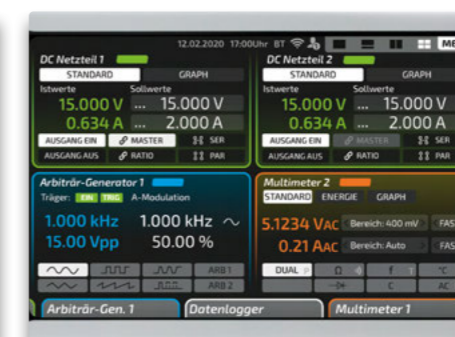 12.02.2020 17:00Uhr BT ME
DC Netzteil 1
STANDARD GRAPH
Istwerte Sollwerte
15.000 V ... 15.000 V
0.634 A ... 2.000 A
AUSGANG EIN MASTER SER
AUSGANG AUS RATIO PAR
DC Netzteil 2
STANDARD GRAPH
Istwerte Sollwerte
15.000 V ... 15.000 V
0.634 A ... 2.000 A
AUSGANG EIN MASTER SER
AUSGANG AUS RATIO PAR
Arbiträr-Generator 1
Träger: EIN TRIG A-Modulation
1.000 kHz 1.000 kHz
15.00 Vpp 50.00 %
ARB 1
ARB 2
Multimeter 2
STANDARD ENERGIE GRAPH
5.1234 VAC Bereich: 400 mV FAS
0.21 AAC Bereich: Auto FAS
DUAL Ω f T °C
C AC
Arbiträr-Gen. 1 Datenlogger Multimeter 1